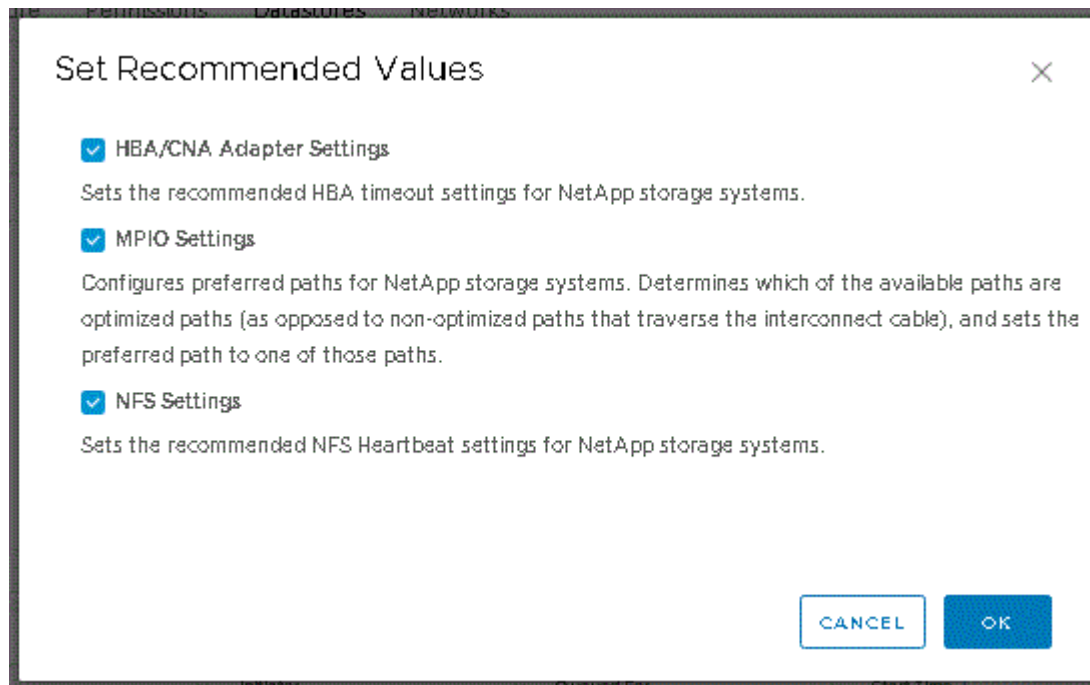 Permissions Datastores Networks
Set Recommended Values
HBA/CNA Adapter Settings
Sets the recommended HBA timeout settings for NetApp storage systems.
MPIO Settings
Configures preferred paths for NetApp storage systems. Determines which of the available paths are
optimized paths (as opposed to non-optimized paths that traverse the interconnect cable), and sets the
preferred path to one of those paths.
NFS Settings
Sets the recommended NFS Heartbeat settings for NetApp storage systems.
CANCEL OK